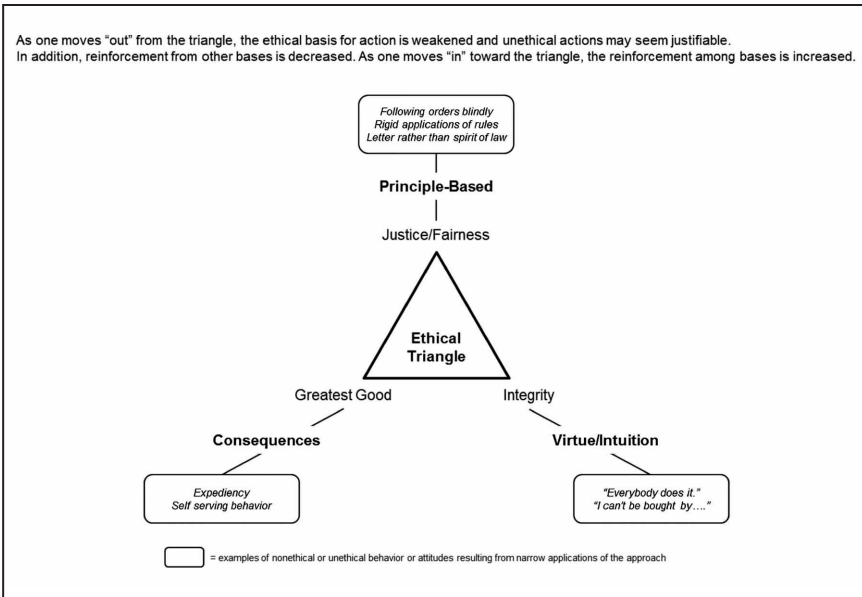 As one moves “out” from the triangle, the ethical basis for action is weakened and unethical actions may seem justifiable.
In addition, reinforcement from other bases is decreased. As one moves “in” toward the triangle, the reinforcement among bases is increased.
Following orders blindly
Rigid applications of rules
Letter rather than spirit of law
Principle-Based
Justice/Fairness
Ethical
Triangle
Greatest Good
Integrity
Consequences
Virtue/Intuition
Expediency
Self serving behavior
“Everybody does it.”
“I can't be bought by….”
= examples of nonethical or unethical behavior or attitudes resulting from narrow applications of the approach